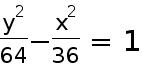 y²/64 − x²/36 = 1